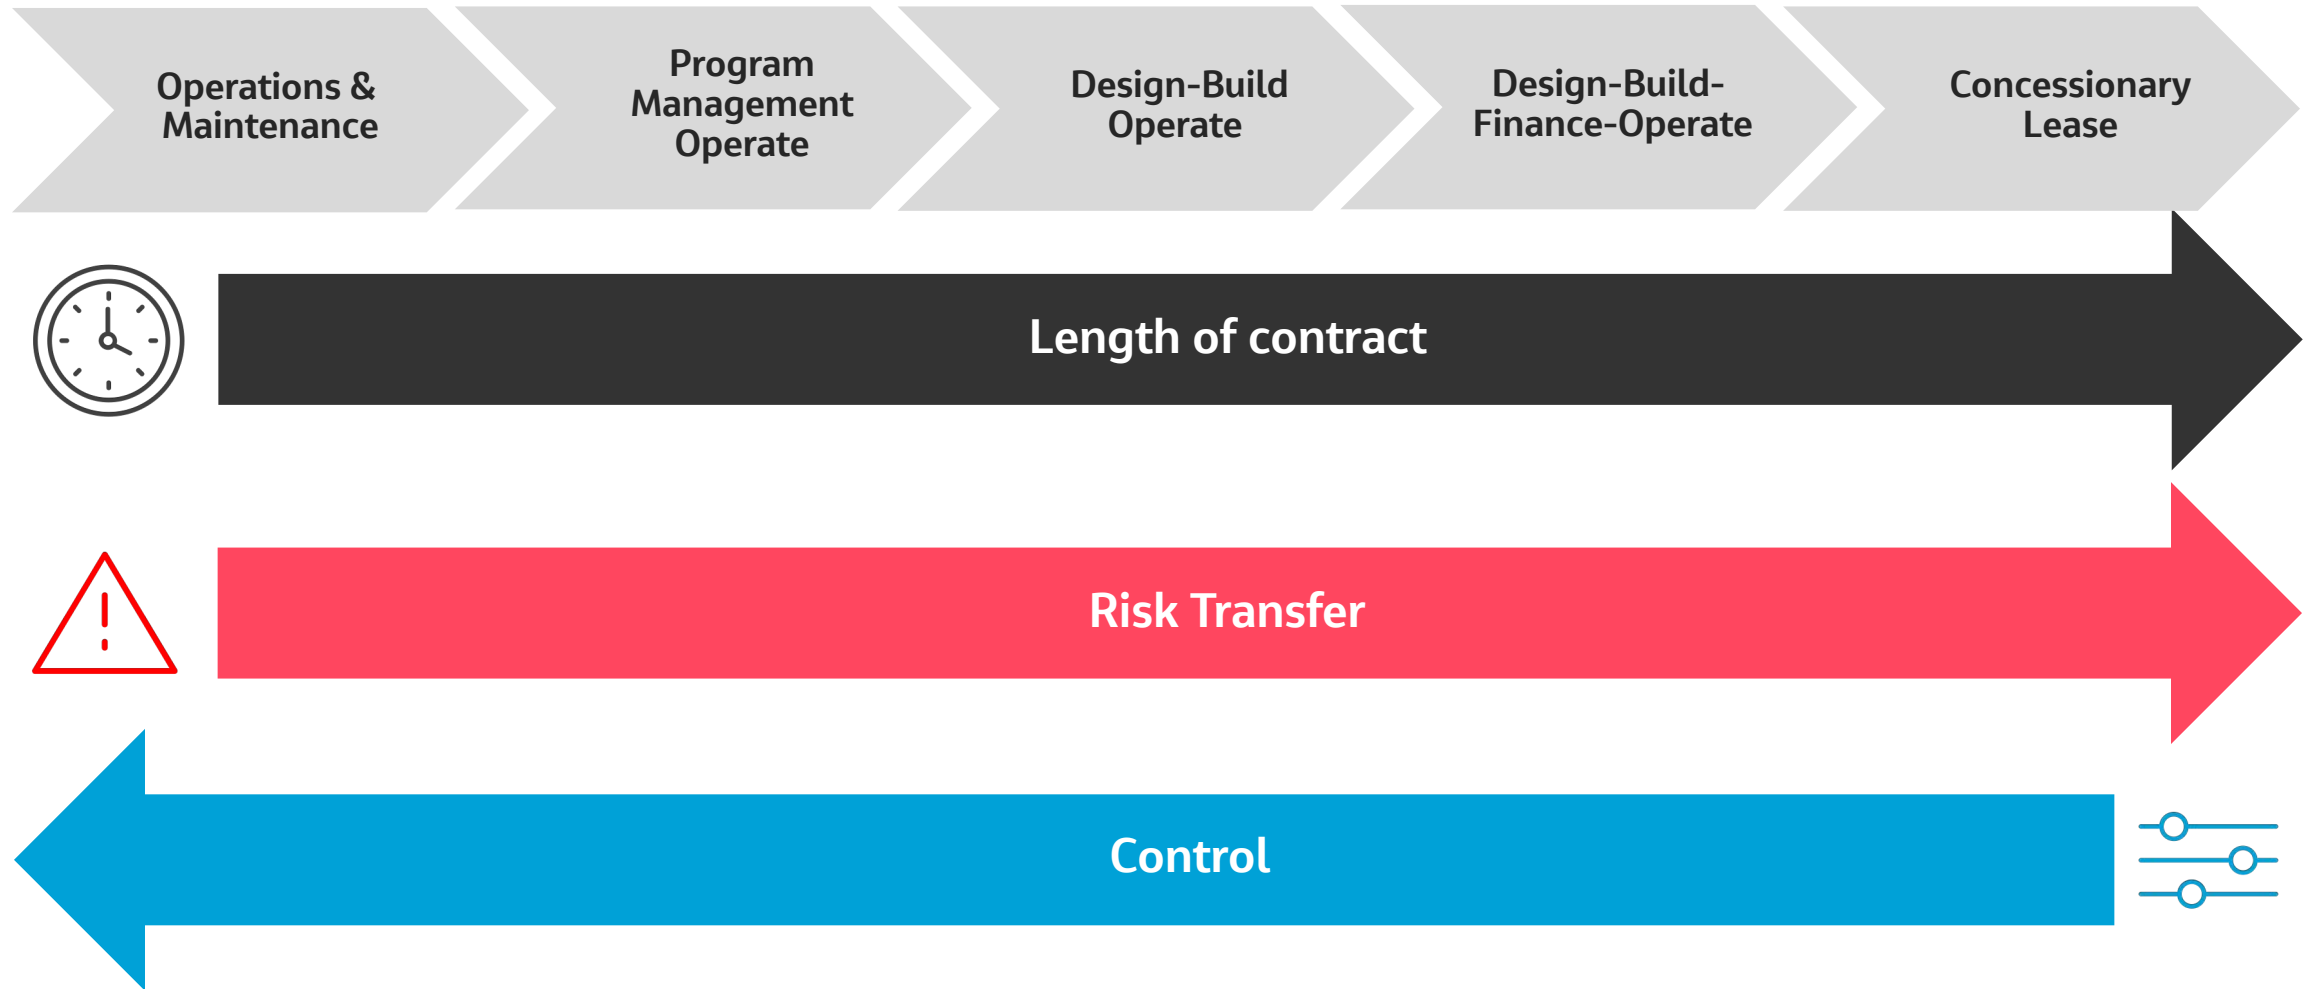 Operations &
Maintenance
Program
Management
Operate
Design-Build
Operate
Design-Build-
Finance-Operate
Concessionary
Lease
Length of contract
Risk Transfer
Control